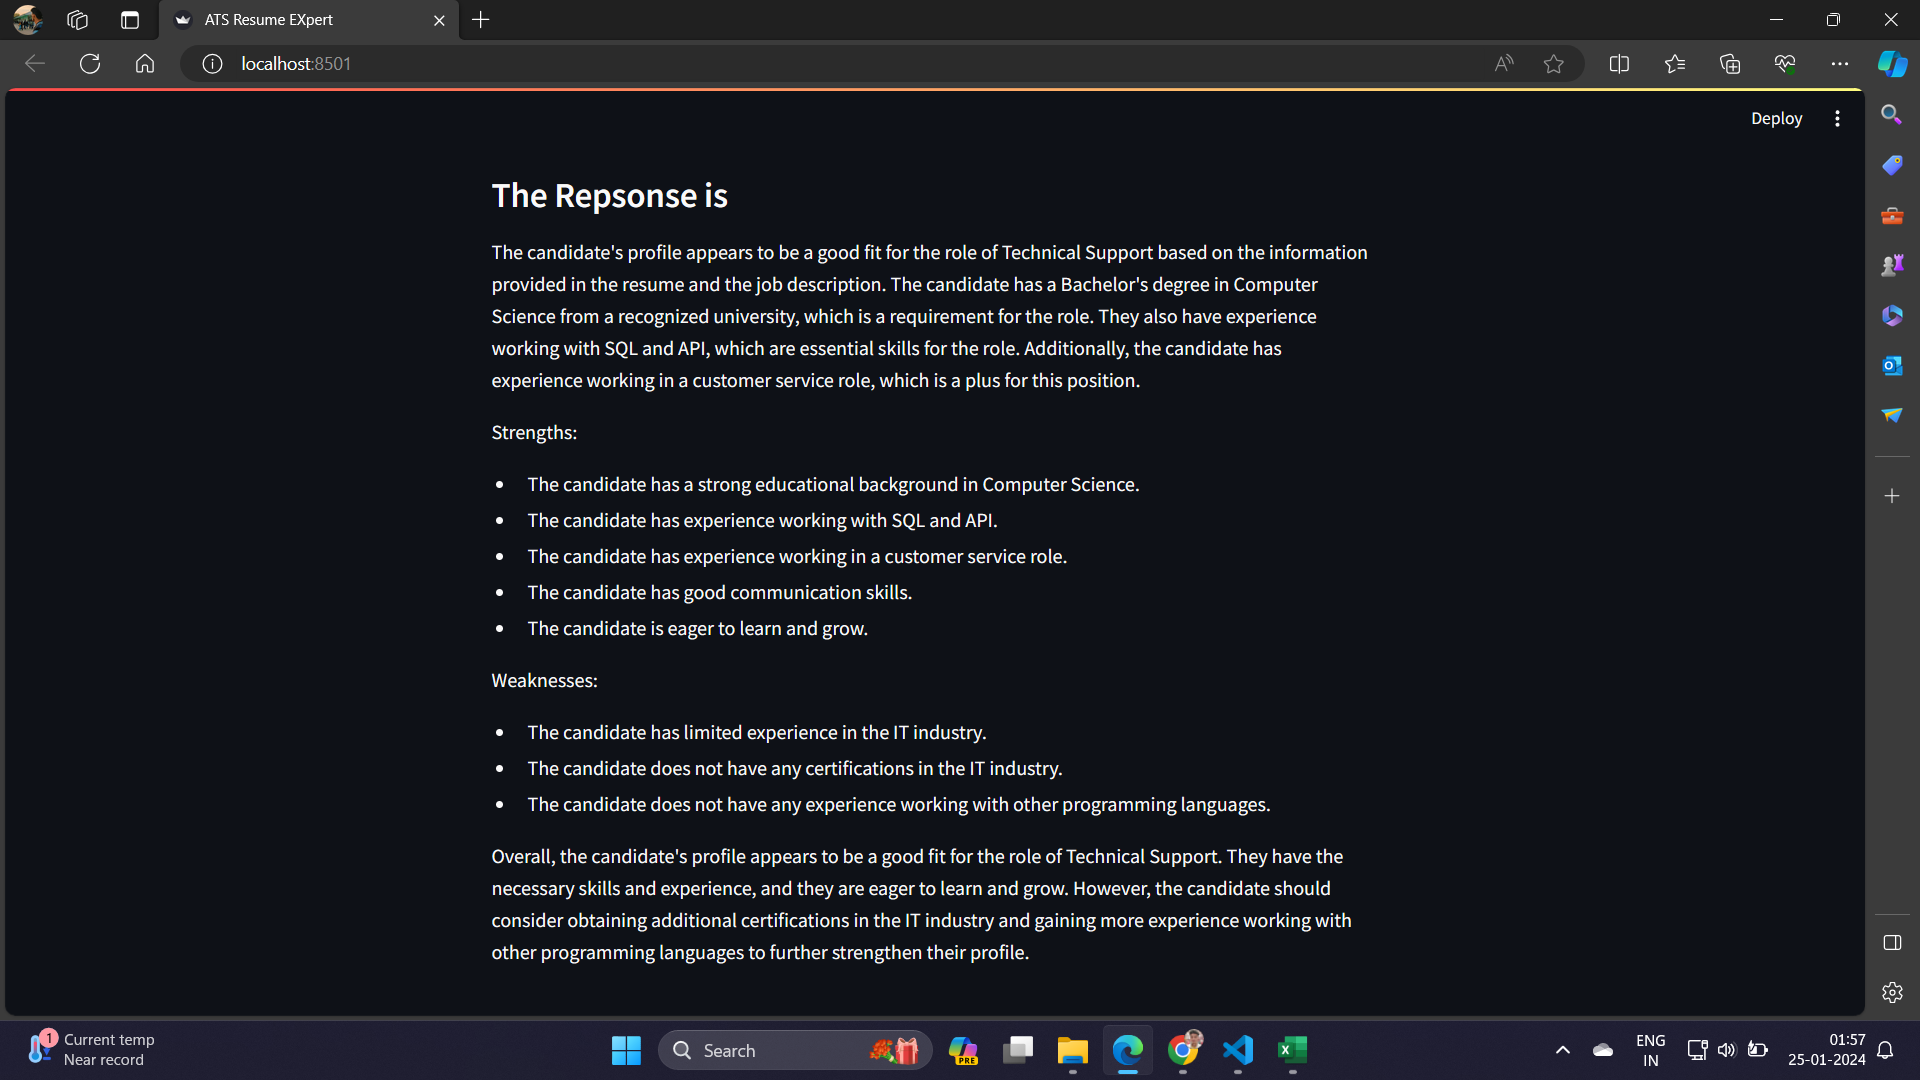 ATS Resume EXpert
localhost:8501
Deploy
The Repsonse is
The candidate's profile appears to be a good fit for the role of Technical Support based on the information
provided in the resume and the job description. The candidate has a Bachelor's degree in Computer
Science from a recognized university, which is a requirement for the role. They also have experience
working with SQL and API, which are essential skills for the role. Additionally, the candidate has
experience working in a customer service role, which is a plus for this position.
Strengths:
• The candidate has a strong educational background in Computer Science.
• The candidate has experience working with SQL and API.
• The candidate has experience working in a customer service role.
• The candidate has good communication skills.
• The candidate is eager to learn and grow.
Weaknesses:
• The candidate has limited experience in the IT industry.
• The candidate does not have any certifications in the IT industry.
• The candidate does not have any experience working with other programming languages.
Overall, the candidate's profile appears to be a good fit for the role of Technical Support. They have the
necessary skills and experience, and they are eager to learn and grow. However, the candidate should
consider obtaining additional certifications in the IT industry and gaining more experience working with
other programming languages to further strengthen their profile.
1
Current temp
Near record
Search
PRE
ENG
IN
01:57
25-01-2024